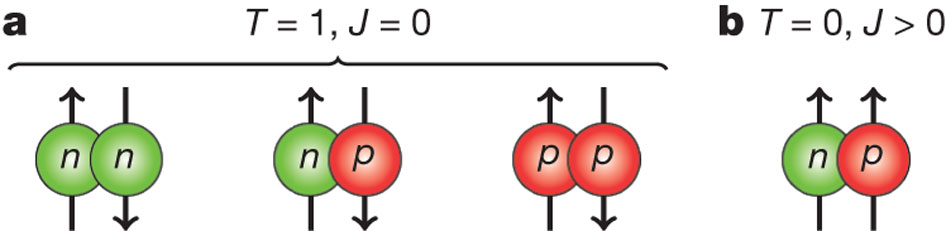 a T = 1, J = 0 b T = 0, J > 0
n n n p p p n p